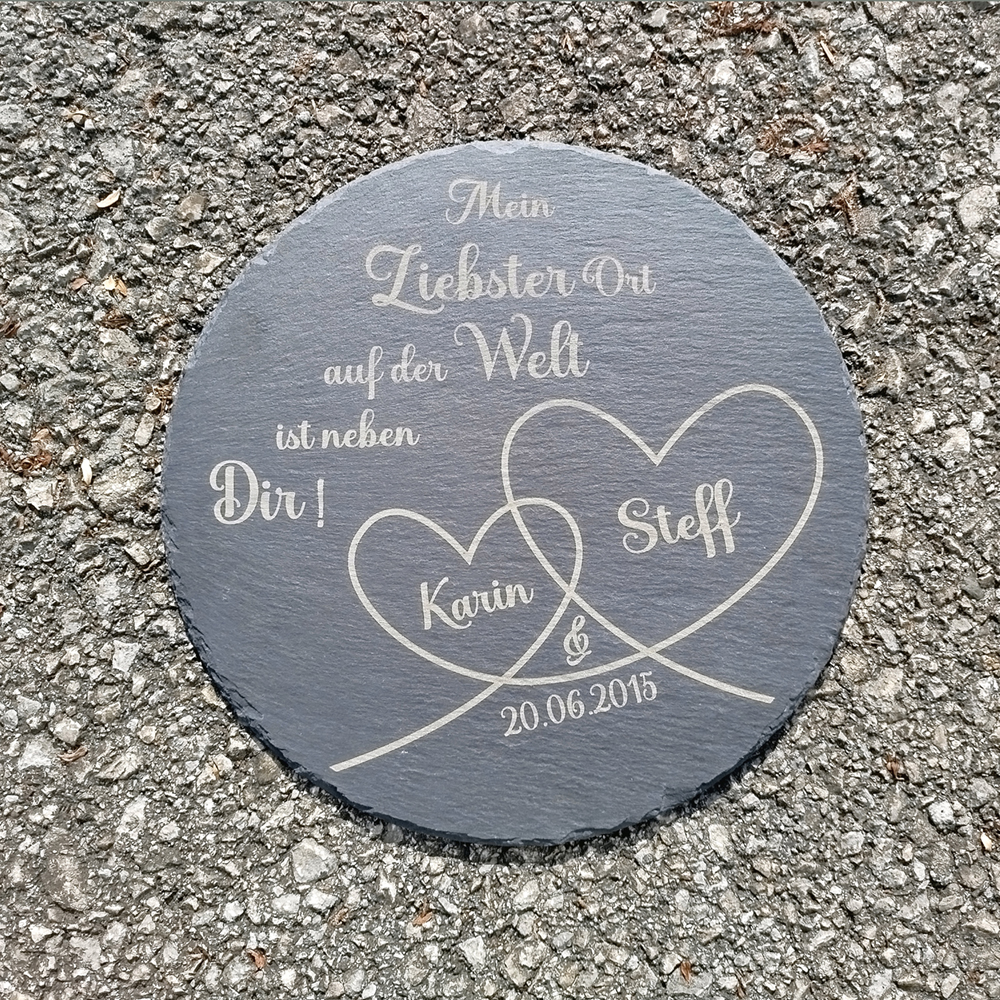 Mein
Liebster Ort
auf der Welt
ist neben
Dir!
Steff
Karin
&
20.06.2015